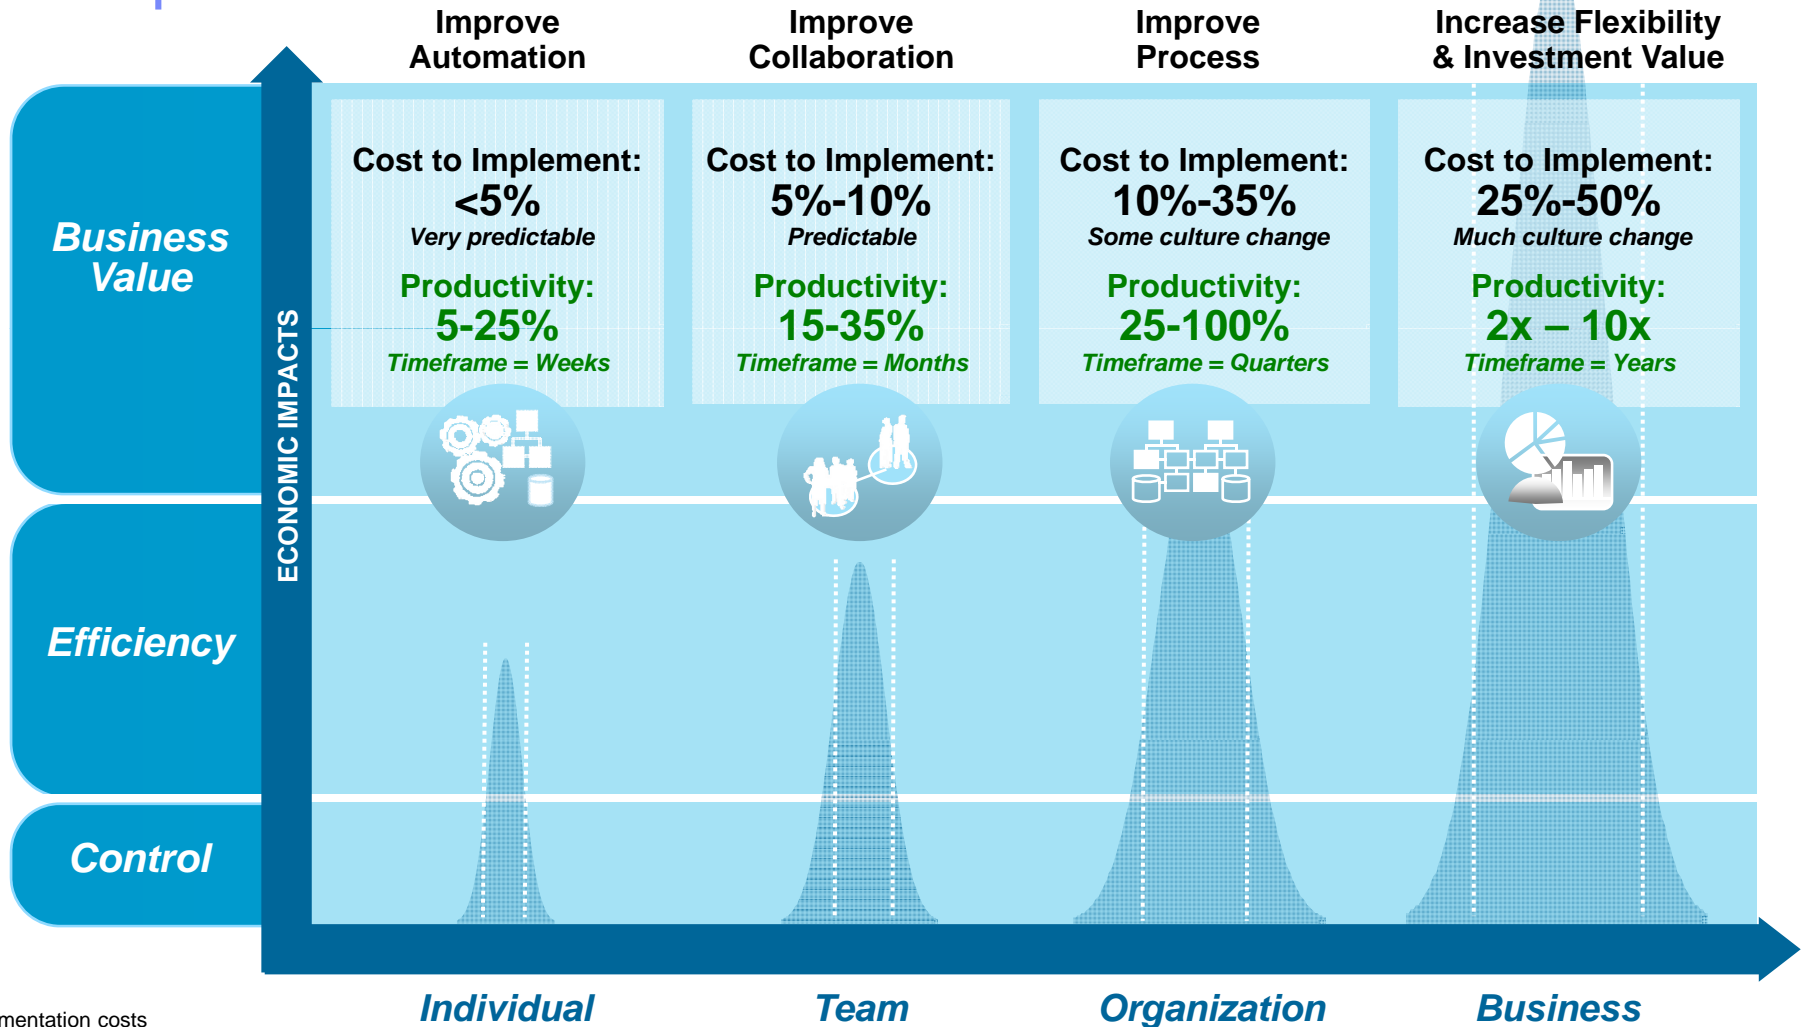 Improve
Automation
Improve
Collaboration
Improve
Process
Increase Flexibility
& Investment Value
Business
Value
Efficiency
Control
ECONOMIC IMPACTS
Cost to Implement:
<5%
Very predictable
Productivity:
5-25%
Timeframe = Weeks
Cost to Implement:
5%-10%
Predictable
Productivity:
15-35%
Timeframe = Months
Cost to Implement:
10%-35%
Some culture change
Productivity:
25-100%
Timeframe = Quarters
Cost to Implement:
25%-50%
Much culture change
Productivity:
2x – 10x
Timeframe = Years
Individual
Team
Organization
Business
costs